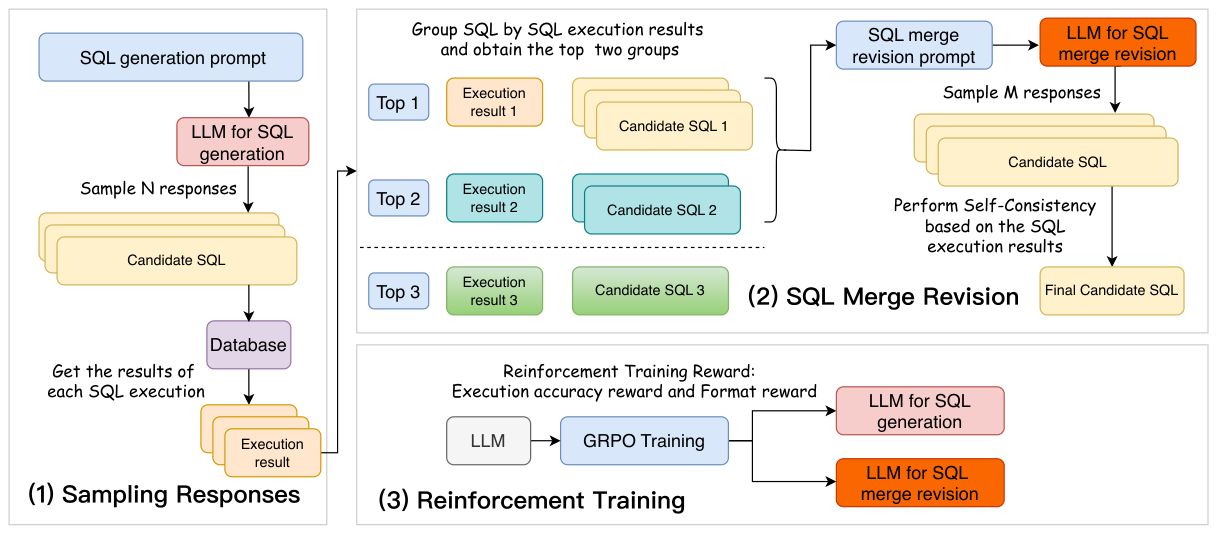 SQL generation prompt
LLM for SQL
generation
Sample N responses
Candidate SQL
Database
Get the results of
each SQL execution
Execution
result
(1) Sampling Responses
Group SQL by SQL execution results
and obtain the top two groups
Top 1
Execution
result 1
Candidate SQL 1
Top 2
Execution
result 2
Candidate SQL 2
Top 3
Execution
result 3
Candidate SQL 3
SQL merge
revision prompt
LLM for SQL
merge revision
Sample M responses
Candidate SQL
Perform Self-Consistency
based on the SQL
execution results
Final Candidate SQL
(2) SQL Merge Revision
Reinforcement Training Reward:
Execution accuracy reward and Format reward
LLM
GRPO Training
LLM for SQL
generation
LLM for SQL
merge revision
(3) Reinforcement Training